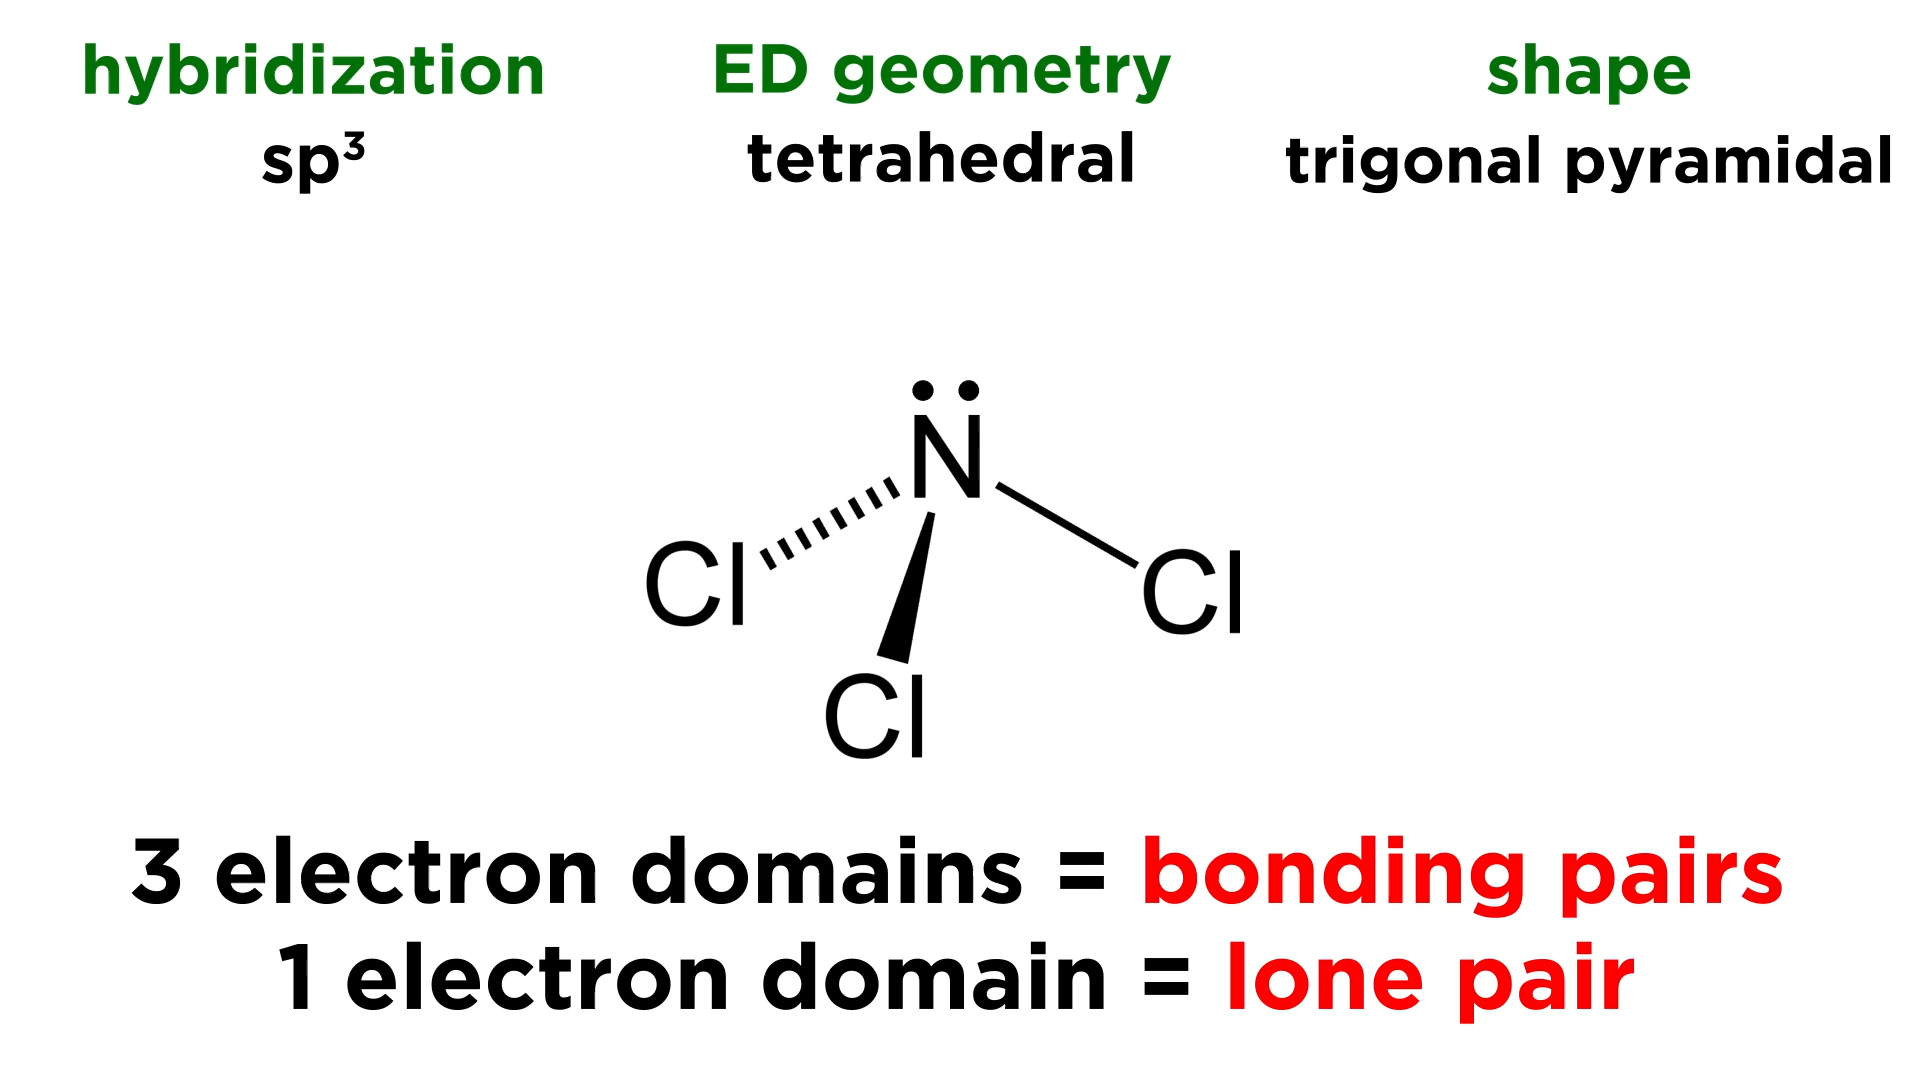 hybridization ED geometry shape
sp³ tetrahedral trigonal pyramidal
N
Cl Cl
Cl
3 electron domains = bonding pairs
1 electron domain = lone pair